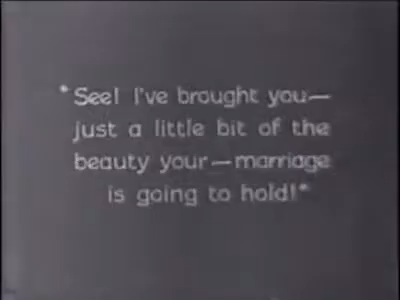 "See! I've brought you—
just a little bit of the
beauty your—marriage
is going to hold!"